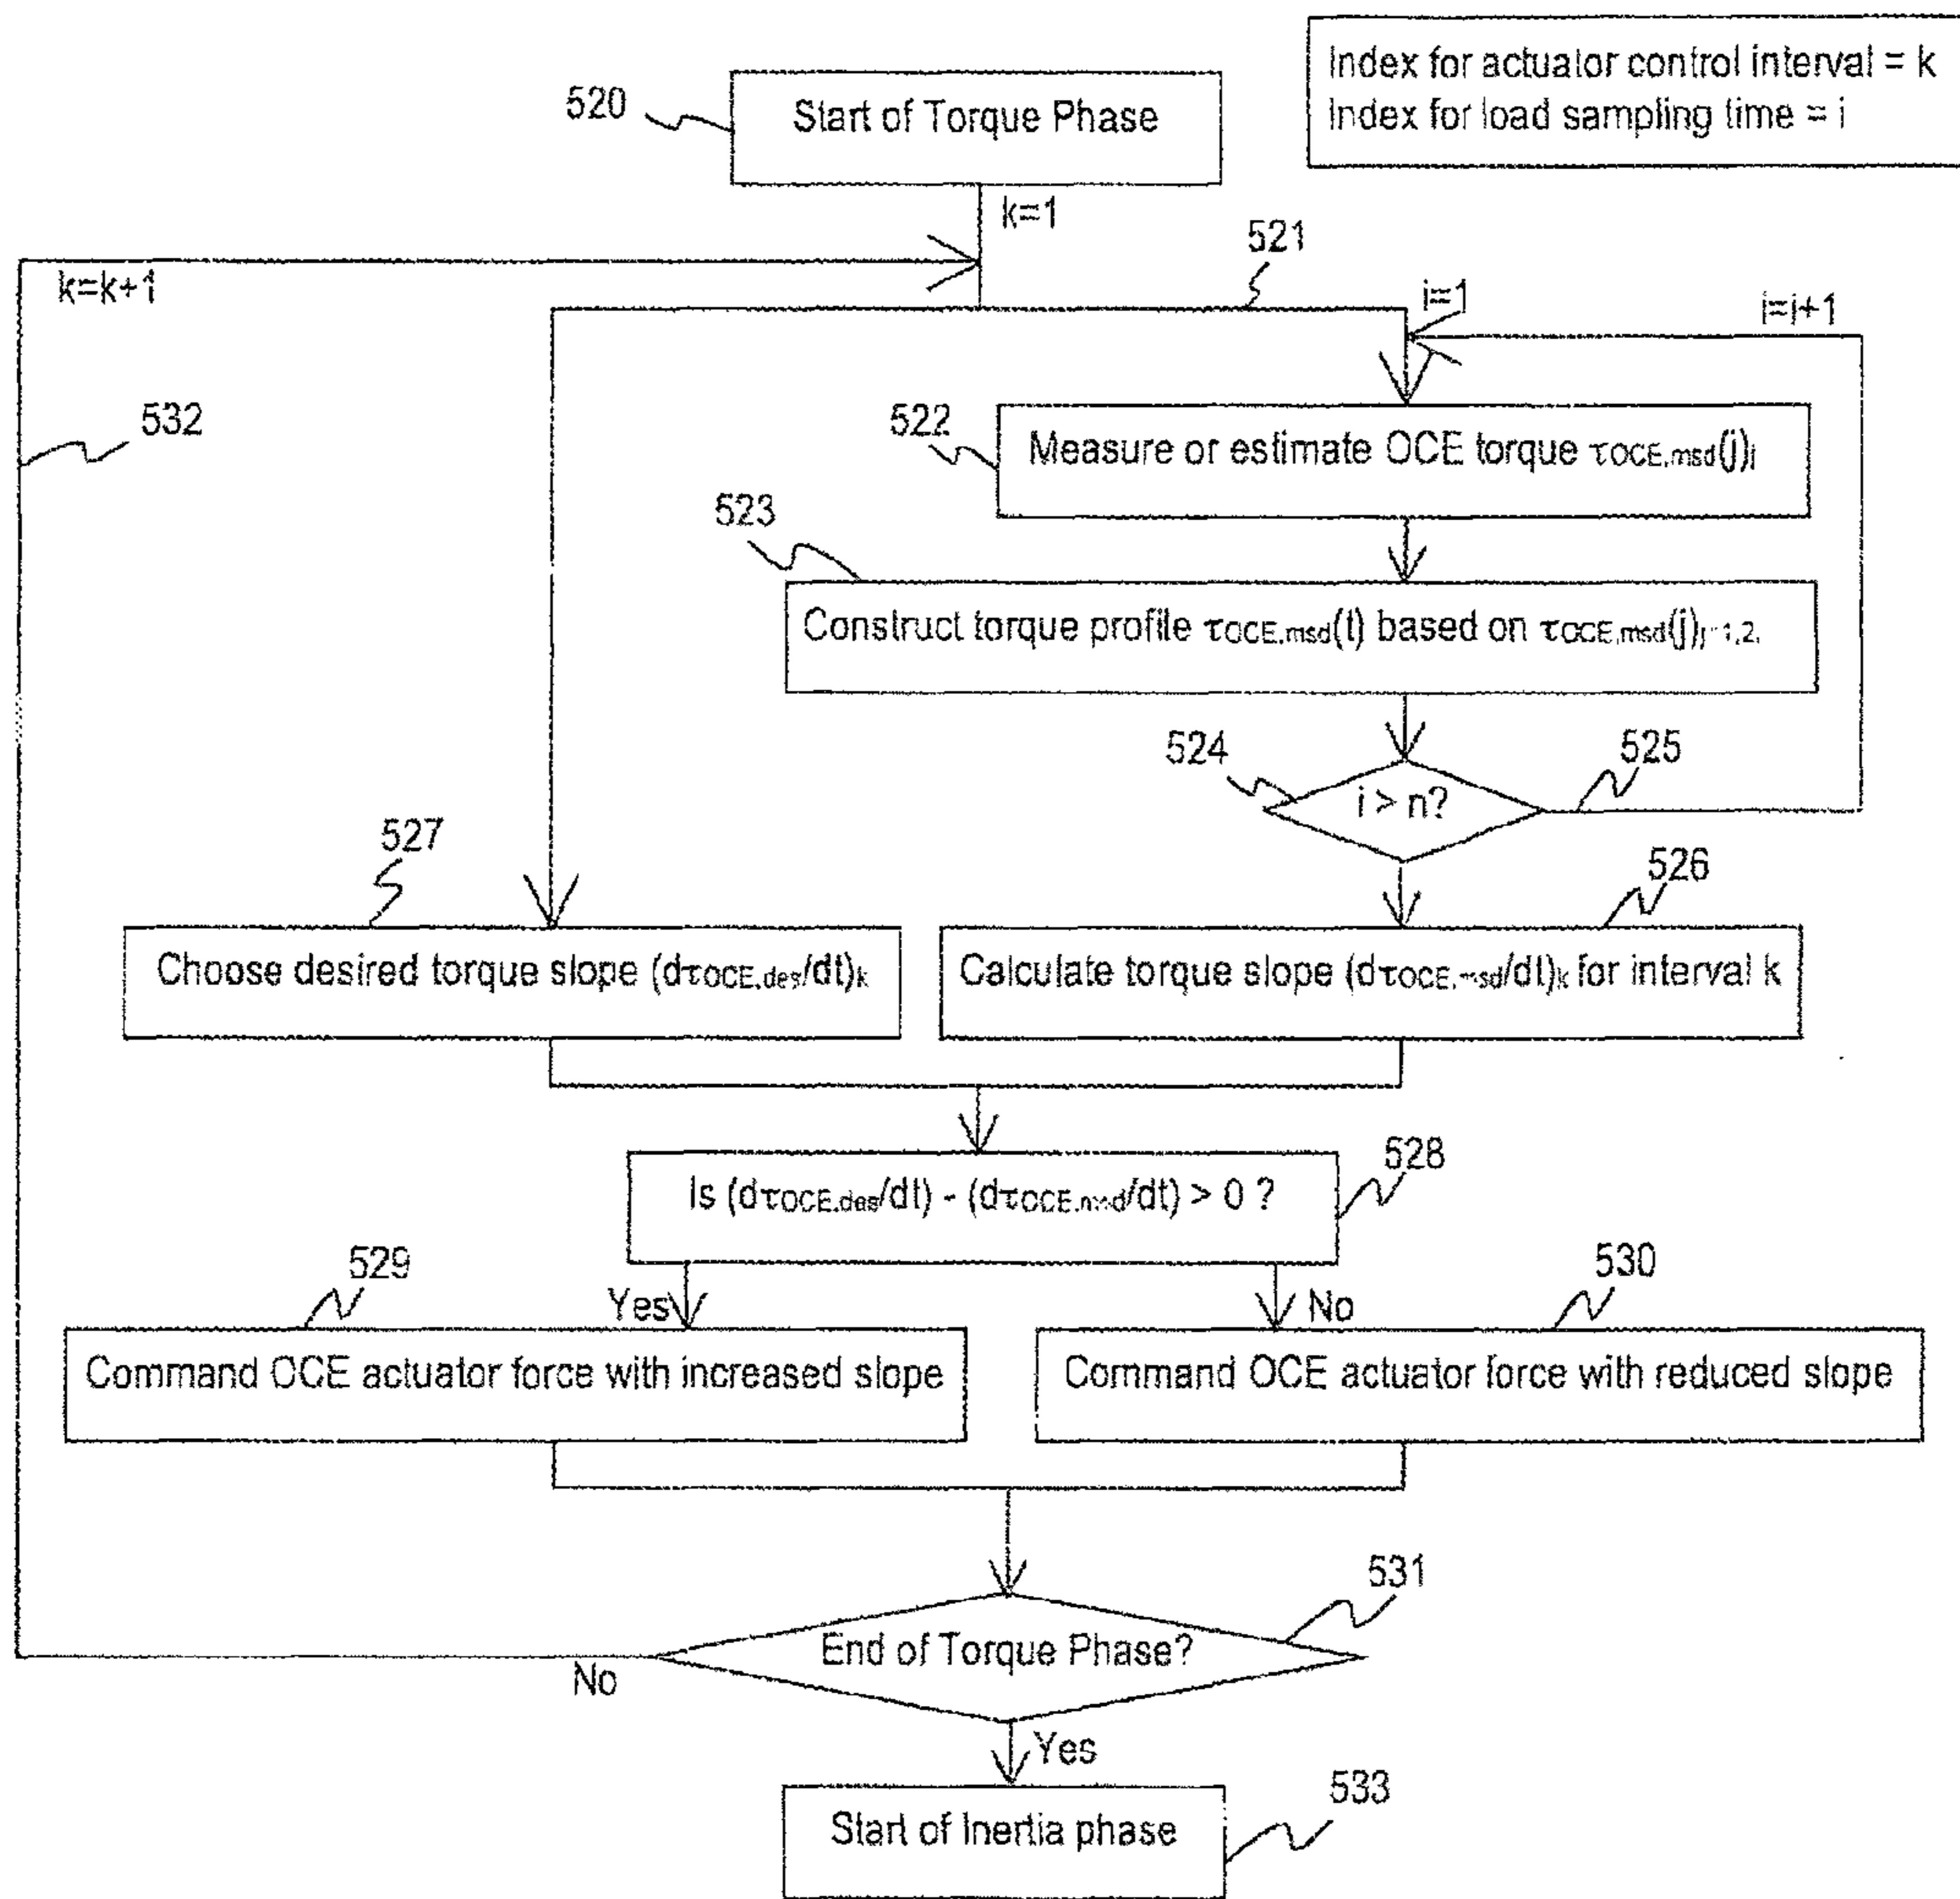 Index for actuator control interval = k
Index for load sampling time = i
520
Start of Torque Phase
k=1
521
k=k+1
i=1
i=i+1
532
522
Measure or estimate OCE torque τOCE,msd(j)i
523
Construct torque profile τOCE,msd(t) based on τOCE,msd(j)j=1,2,
524
i > n?
525
527
526
Choose desired torque slope (dτOCE,des/dt)k
Calculate torque slope (dτOCE,msd/dt)k for interval k
528
Is (dτOCE,des/dt) - (dτOCE,msd/dt) > 0 ?
529
530
Yes
No
Command OCE actuator force with increased slope
Command OCE actuator force with reduced slope
531
End of Torque Phase?
No
Yes
533
Start of Inertia phase